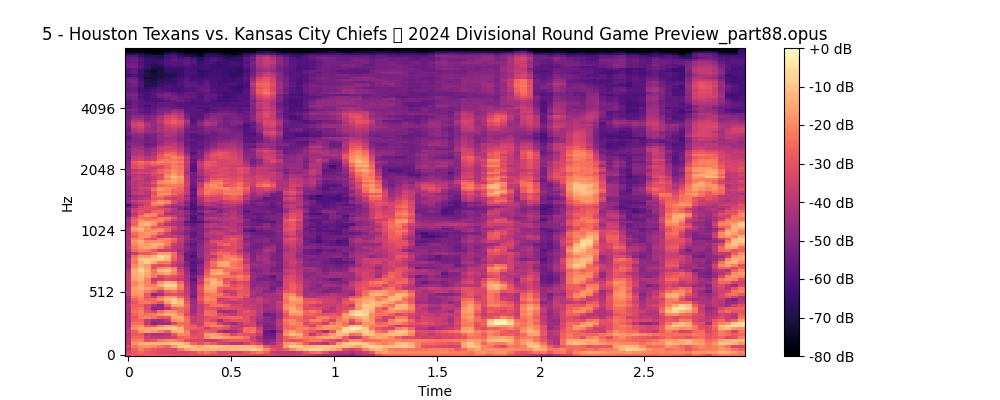 5 - Houston Texans vs. Kansas City Chiefs ▯ 2024 Divisional Round Game Preview_part88.opus
Hz
4096
2048
1024
512
0
0 0.5 1 1.5 2 2.5
Time
+0 dB
-10 dB
-20 dB
-30 dB
-40 dB
-50 dB
-60 dB
-70 dB
-80 dB